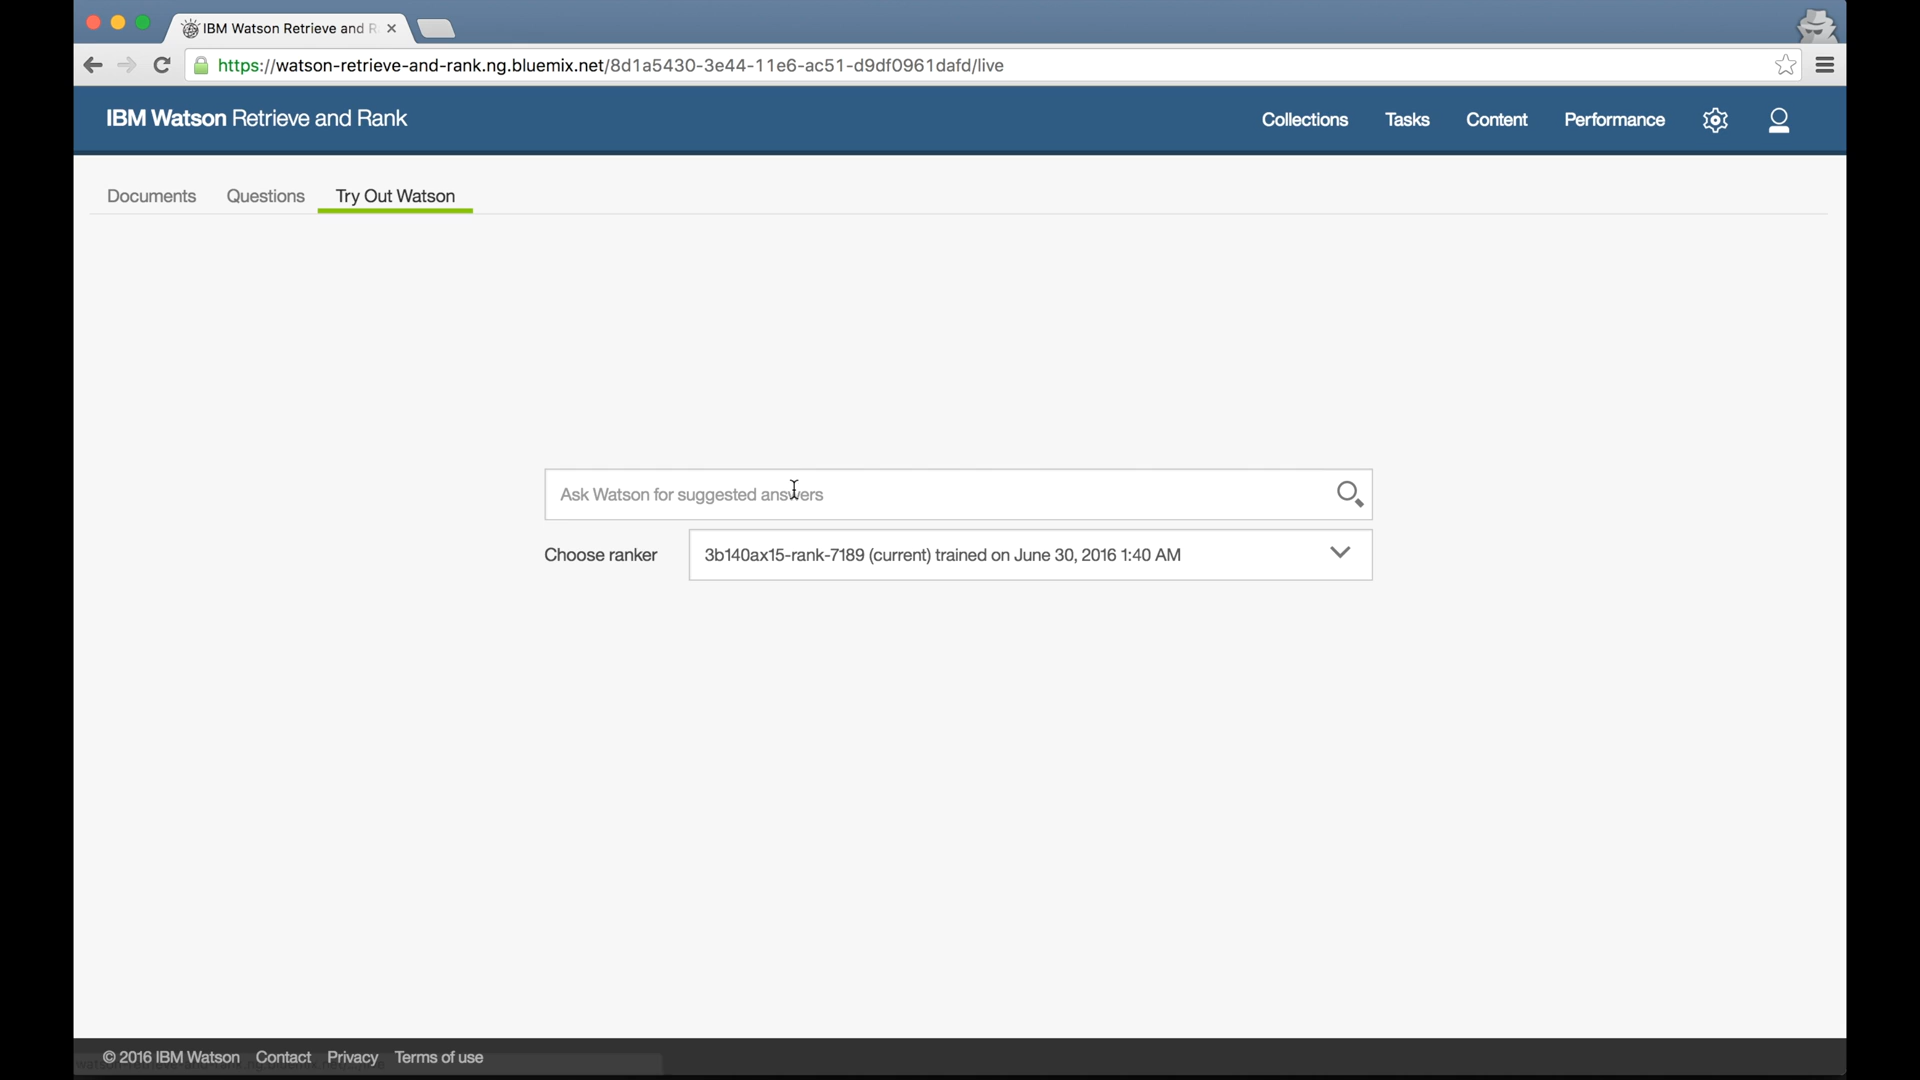 IBM Watson Retrieve and R
https://watson-retrieve-and-rank.ng.bluemix.net/8d1a5430-3e44-11e6-ac51-d9df0961dafd/live
IBM Watson Retrieve and Rank
Collections Tasks Content Performance
Documents Questions Try Out Watson
Ask Watson for suggested answers
Choose ranker
3b140ax15-rank-7189 (current) trained on June 30, 2016 1:40 AM
© 2016 IBM Watson Contact Privacy Terms of use